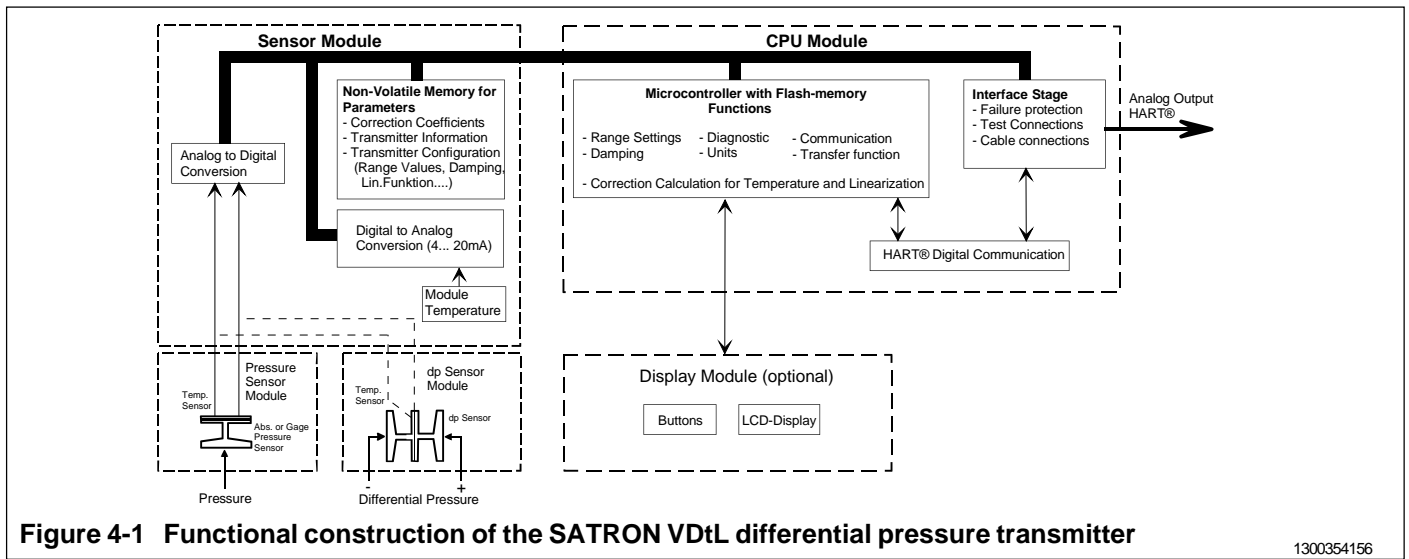 Sensor Module
Non-Volatile Memory for
Parameters
- Correction Coefficients
- Transmitter Information
- Transmitter Configuration
(Range Values, Damping,
Lin.Funktion....)
Analog to Digital
Conversion
Digital to Analog
Conversion (4... 20mA)
Module
Temperature
CPU Module
Microcontroller with Flash-memory
Functions
- Range Settings - Diagnostic - Communication
- Damping - Units - Transfer function
- Correction Calculation for Temperature and Linearization
Interface Stage
- Failure protection
- Test Connections
- Cable connections
Analog Output
HART®
HART® Digital Communication
Pressure
Sensor
Module
Temp.
Sensor
Abs. or Gage
Pressure
Sensor
Pressure
dp Sensor
Module
Temp.
Sensor
dp Sensor
- +
Differential Pressure
Display Module (optional)
Buttons LCD-Display
Figure 4-1 Functional construction of the SATRON VDtL differential pressure transmitter
1300354156